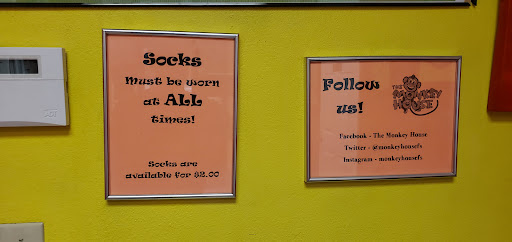 Socks
Must be worn
at ALL
times!
Socks are
available for $2.00
Follow
us!
THE
MONKEY
HOUSE
Facebook - The Monkey House
Twitter - @monkeyhousefs
Instagram - monkeyhousefs